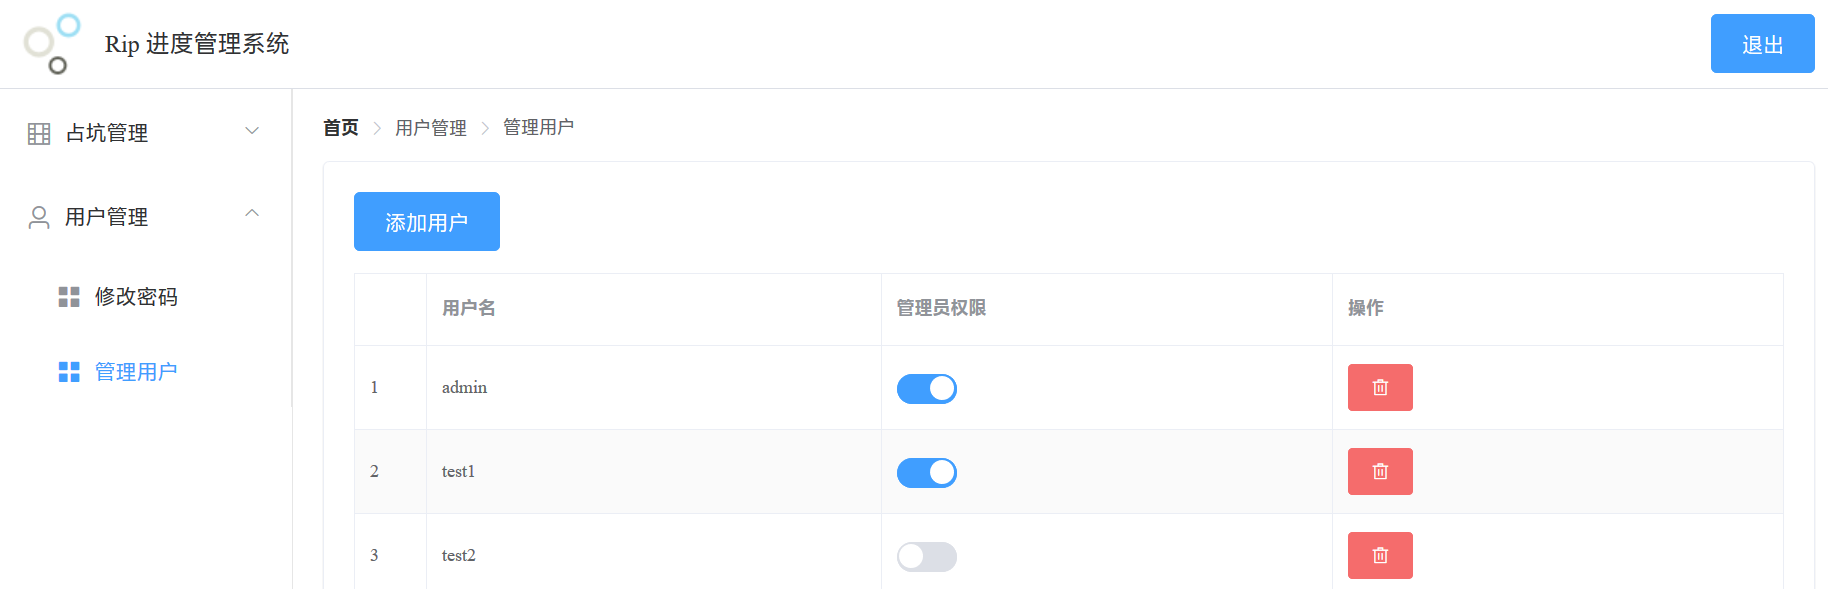 Rip 进度管理系统
退出
占坑管理
用户管理
修改密码
管理用户
首页 用户管理 管理用户
添加用户
用户名 管理员权限 操作
1 admin
2 test1
3 test2